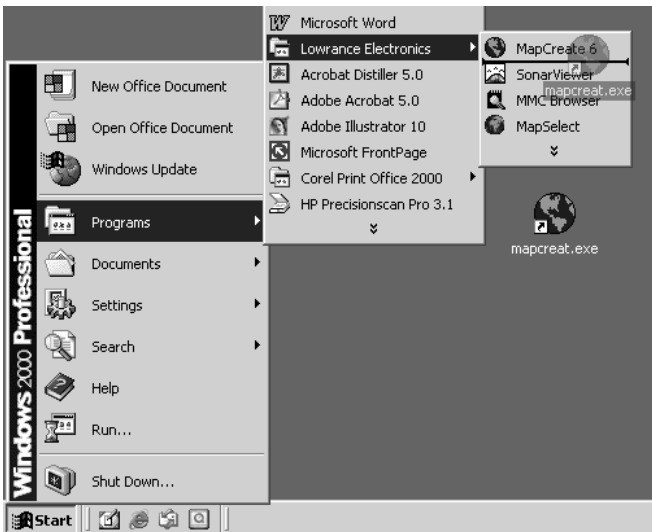 Microsoft Word
Lowrance Electronics
Acrobat Distiller 5.0
Adobe Acrobat 5.0
Adobe Illustrator 10
Microsoft FrontPage
Corel Print Office 2000
HP Precisionscan Pro 3.1
MapCreate 6
SonarViewer
mapcreat.exe
MMC Browser
MapSelect
mapcreat.exe
New Office Document
Open Office Document
Windows Update
Programs
Documents
Settings
Search
Help
Run...
Shut Down...
Windows 2000 Professional
Start